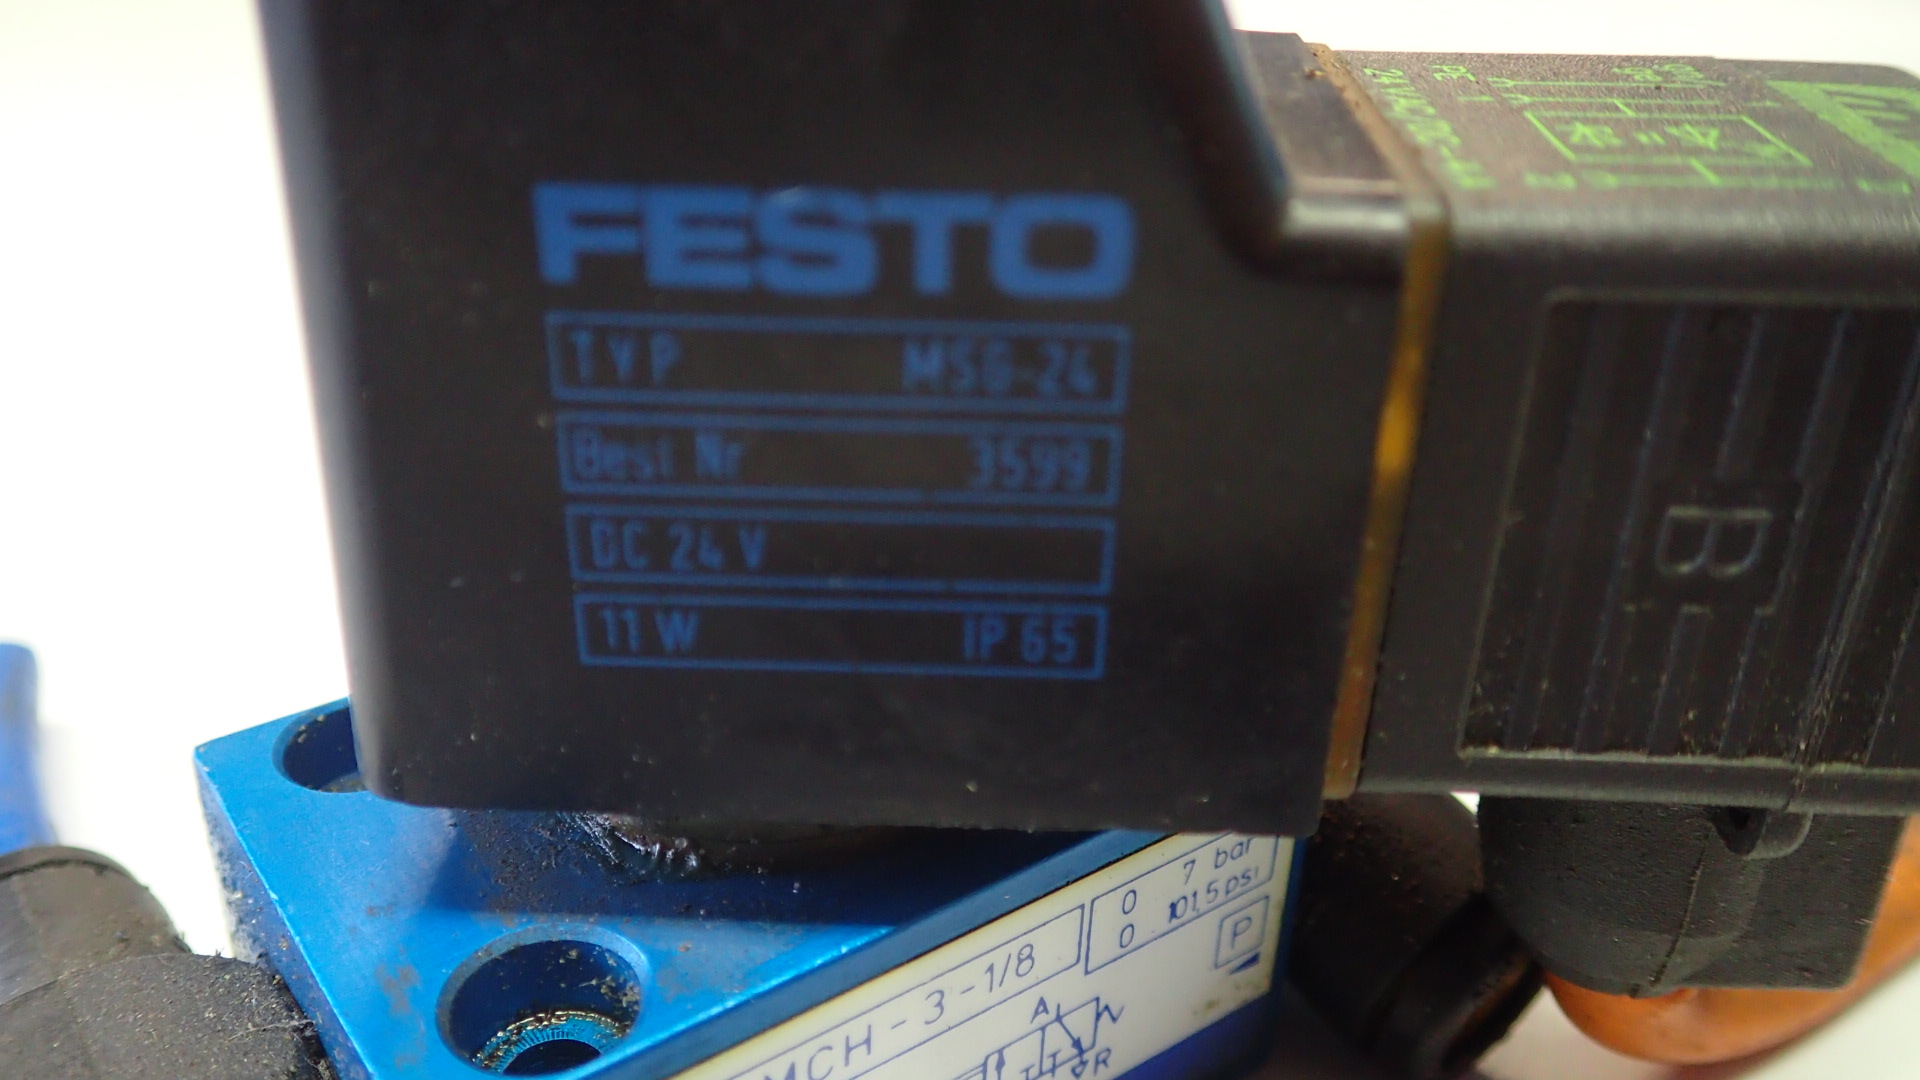 FESTO
TYP MSG-24
Best Nr 3599
DC 24 V
11 W IP 65
B
0 7 bar
0 101,5 psi
P
MCH-3-1/8
A
R